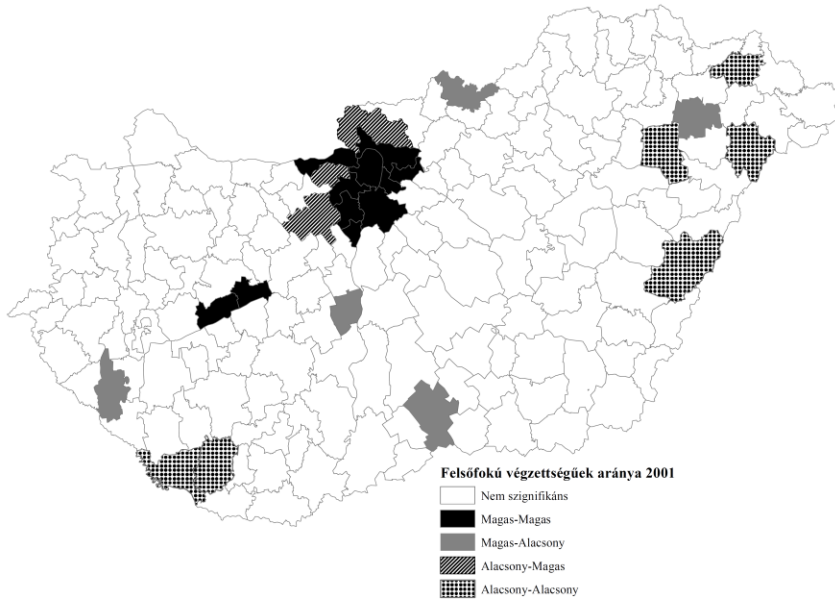 Felsőfokú végzettségűek aránya 2001
Nem szignifikáns
Magas-Magas
Magas-Alacsony
Alacsony-Magas
Alacsony-Alacsony